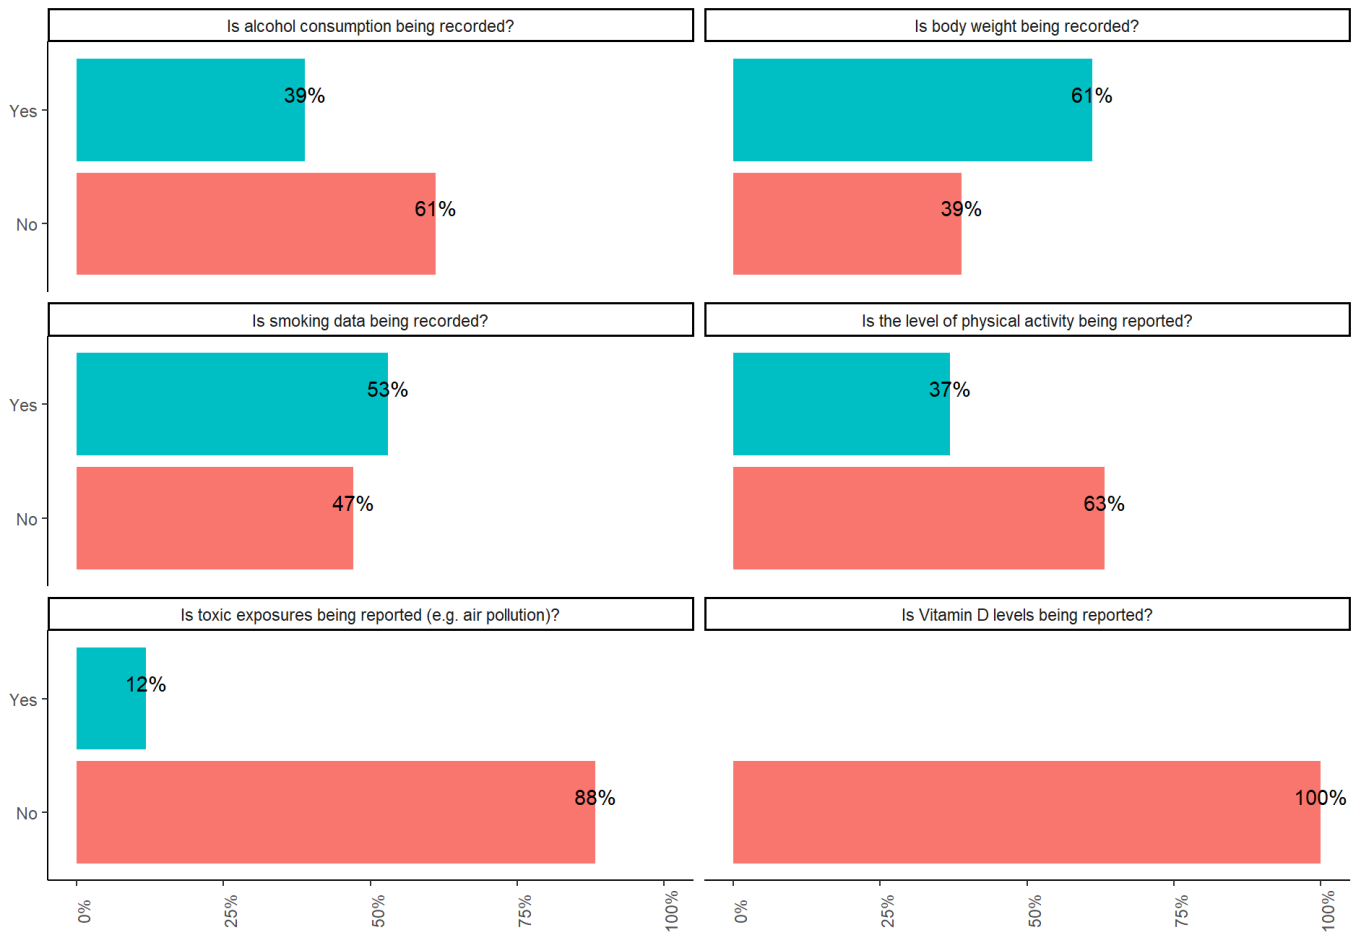 Is alcohol consumption being recorded?
Is body weight being recorded?
Yes
39%
61%
No
61%
39%
Is smoking data being recorded?
Is the level of physical activity being reported?
Yes
53%
37%
No
47%
63%
Is toxic exposures being reported (e.g. air pollution)?
Is Vitamin D levels being reported?
Yes
12%
No
88%
100%
0%
25%
50%
75%
100%
0%
25%
50%
75%
100%